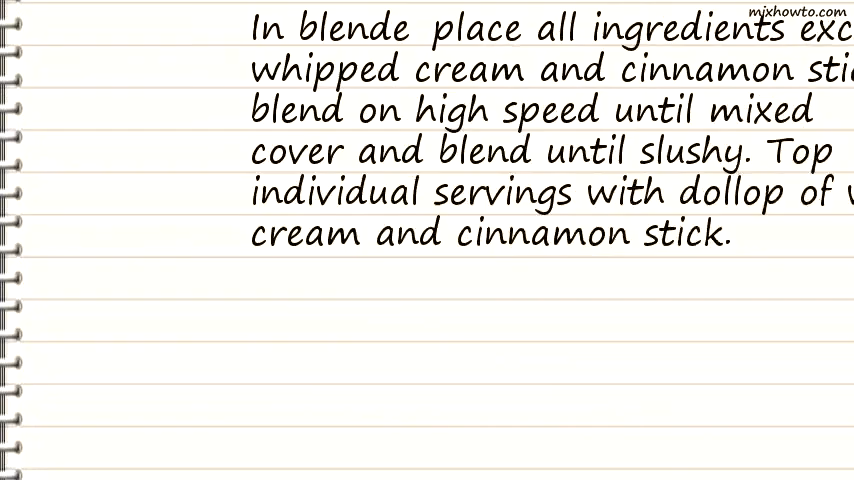 mixhowto.com
In blende place all ingredients exc
whipped cream and cinnamon sti
blend on high speed until mixed
cover and blend until slushy. Top
individual servings with dollop of w
cream and cinnamon stick.